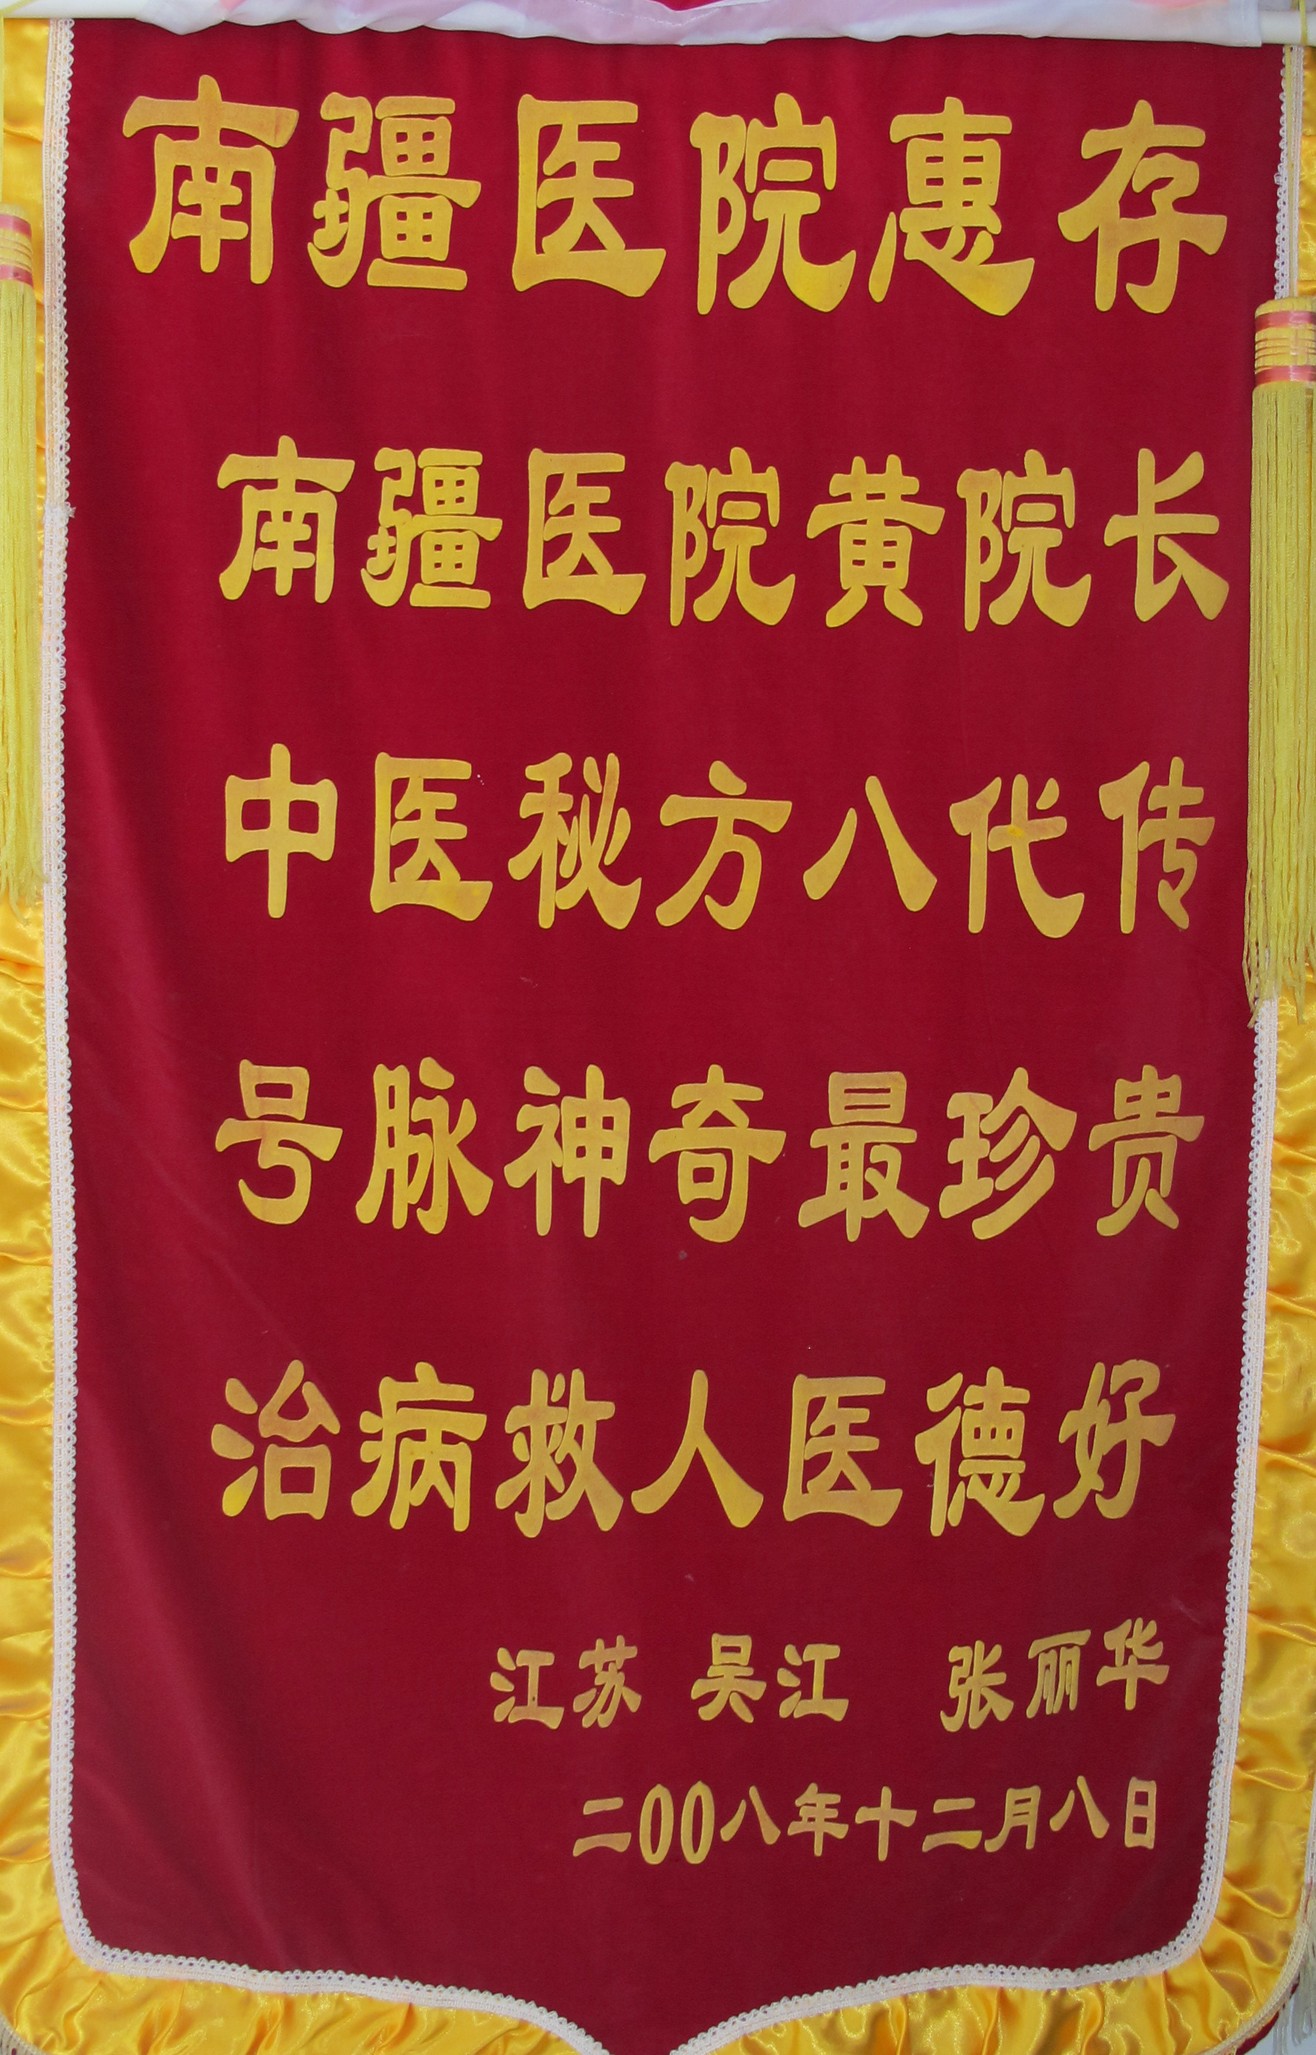 南疆医院惠存
南疆医院黄院长
中医秘方八代传
号脉神奇最珍贵
治病救人医德好
江苏 吴江 张丽华
二00八年十二月八日